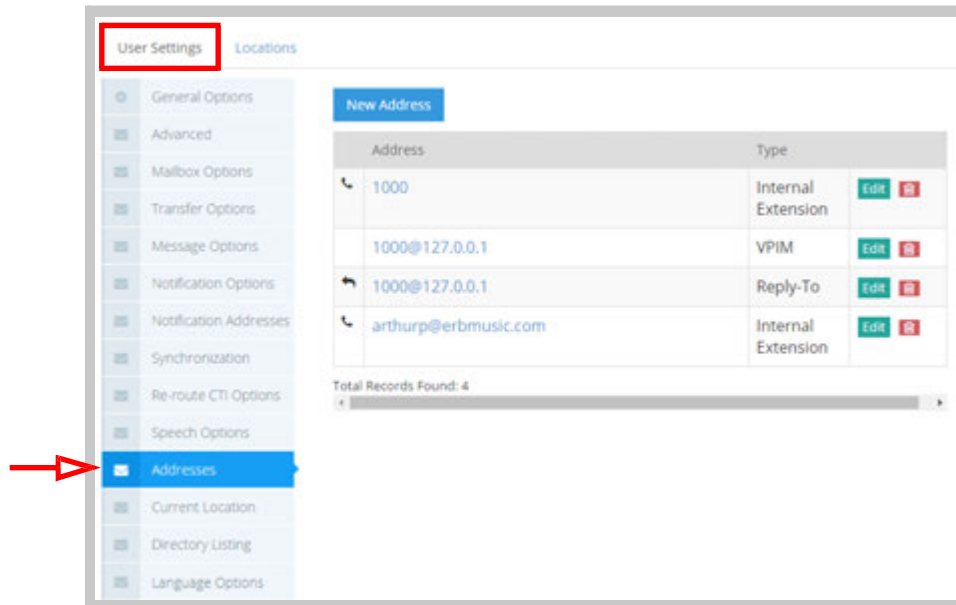 User Settings Locations
General Options
Advanced
Mailbox Options
Transfer Options
Message Options
Notification Options
Notification Addresses
Synchronization
Re-route CTI Options
Speech Options
Addresses
Current Location
Directory Listing
Language Options
New Address
Address Type
1000 Internal Extension Edit
1000@127.0.0.1 VPIM Edit
1000@127.0.0.1 Reply-To Edit
arthurp@erbmusic.com Internal Extension Edit
Total Records Found: 4